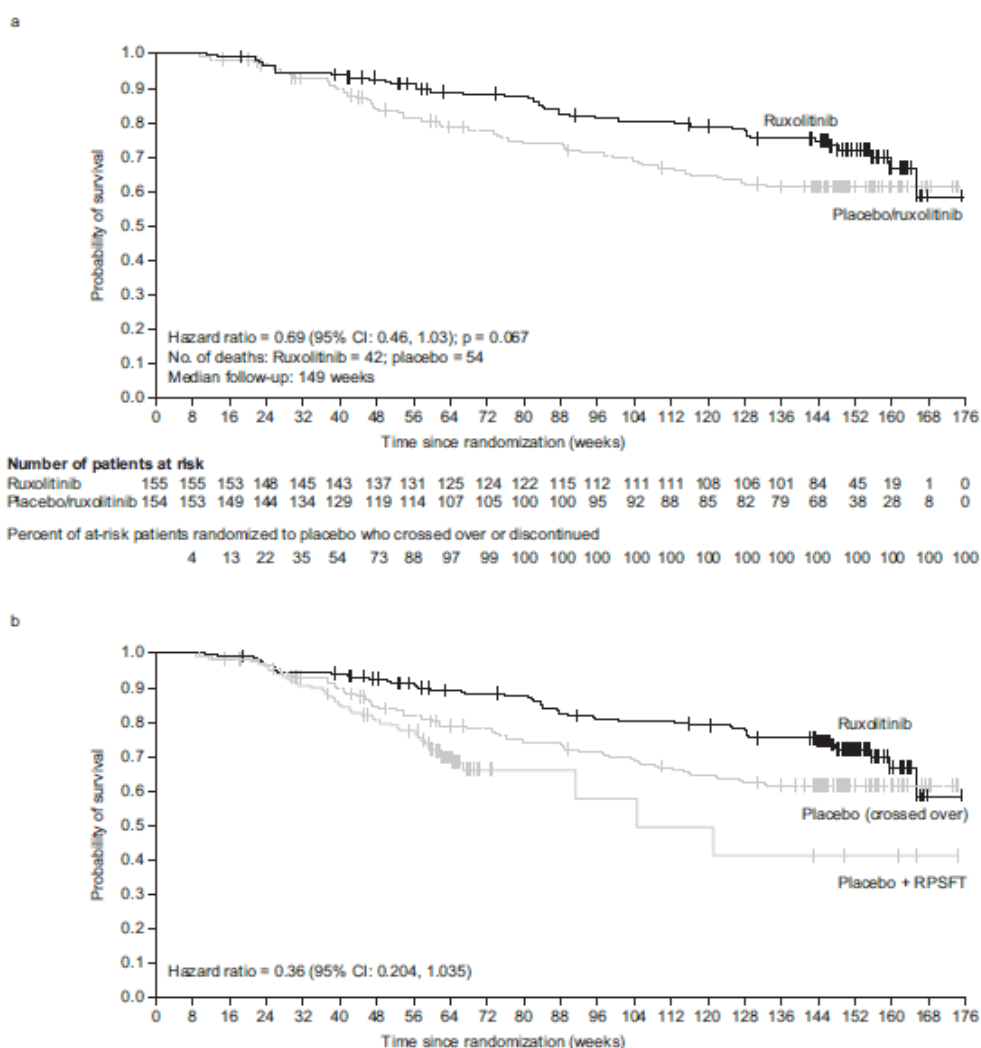 a
1.0
0.9
0.8
0.7
0.6
0.5
0.4
0.3
0.2
0.1
0.0
Probability of survival
Ruxolitinib
Placebo/ruxolitinib
Hazard ratio = 0.69 (95% CI: 0.46, 1.03); p = 0.067
No. of deaths: Ruxolitinib = 42; placebo = 54
Median follow-up: 149 weeks
0 8 16 24 32 40 48 56 64 72 80 88 96 104 112 120 128 136 144 152 160 168 176
Time since randomization (weeks)
Number of patients at risk
Ruxolitinib 155 155 153 148 145 143 137 131 125 124 122 115 112 111 111 108 106 101 84 45 19 1 0
Placebo/ruxolitinib 154 153 149 144 134 129 119 114 107 105 100 100 95 92 88 85 82 79 68 38 28 8 0
Percent of at-risk patients randomized to placebo who crossed over or discontinued
4 13 22 35 54 73 88 97 99 100 100 100 100 100 100 100 100 100 100 100 100 100
b
1.0
0.9
0.8
0.7
0.6
0.5
0.4
0.3
0.2
0.1
0.0
Probability of survival
Ruxolitinib
Placebo (crossed over)
Placebo + RPSFT
Hazard ratio = 0.36 (95% CI: 0.204, 1.035)
0 8 16 24 32 40 48 56 64 72 80 88 96 104 112 120 128 136 144 152 160 168 176
Time since randomization (weeks)